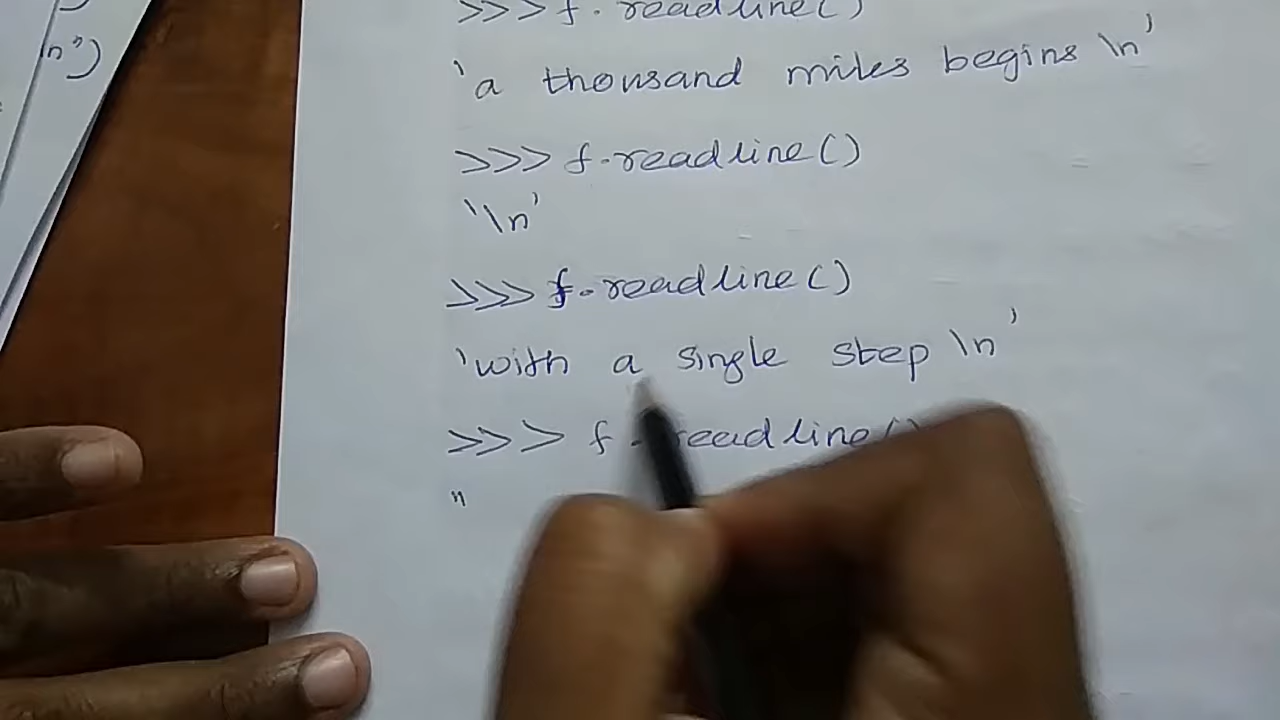 \n")
>>> f.readline()
'a thousand miles begins \n'
>>> f.readline()
'\n'
>>> f.readline()
'with a single step \n'
>>> f.readline()
''